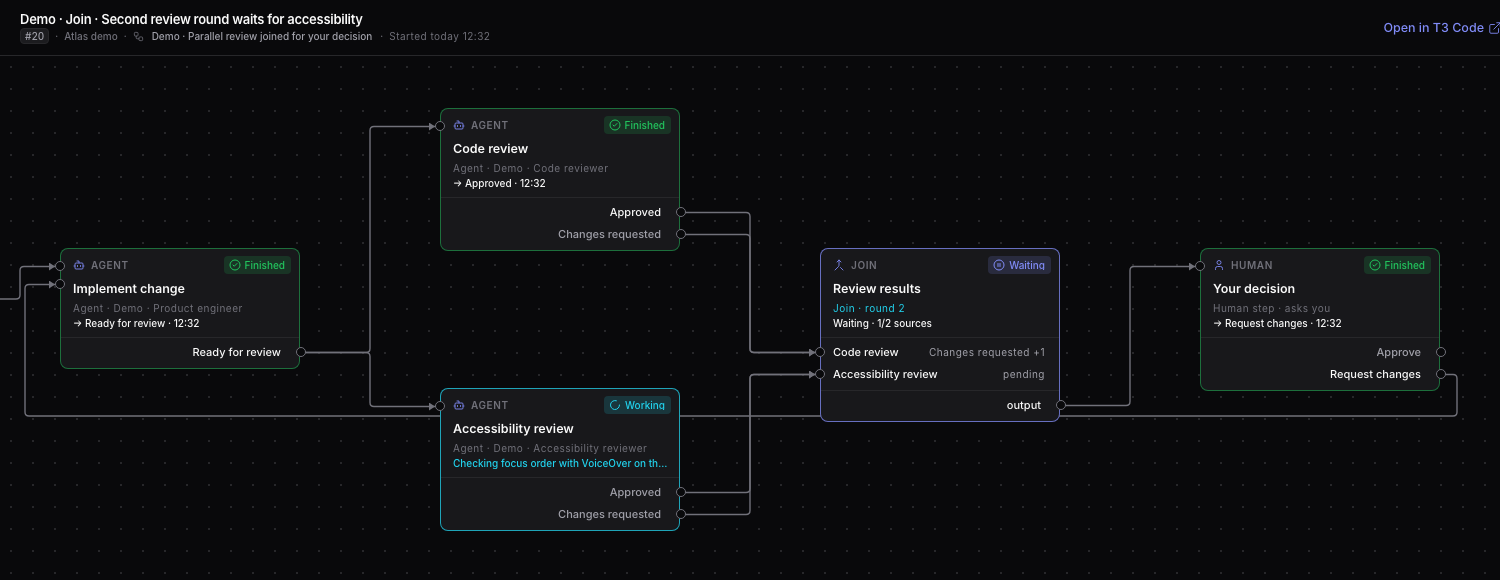 Demo · Join · Second review round waits for accessibility
Open in T3 Code
#20 · Atlas demo · Demo · Parallel review joined for your decision · Started today 12:32
AGENT Finished
Code review
Agent · Demo · Code reviewer
→ Approved · 12:32
Approved
Changes requested
AGENT Finished
Implement change
Agent · Demo · Product engineer
→ Ready for review · 12:32
Ready for review
AGENT Working
Accessibility review
Agent · Demo · Accessibility reviewer
Checking focus order with VoiceOver on th...
Approved
Changes requested
JOIN Waiting
Review results
Join · round 2
Waiting · 1/2 sources
Code review Changes requested +1
Accessibility review pending
output
HUMAN Finished
Your decision
Human step · asks you
→ Request changes · 12:32
Approve
Request changes